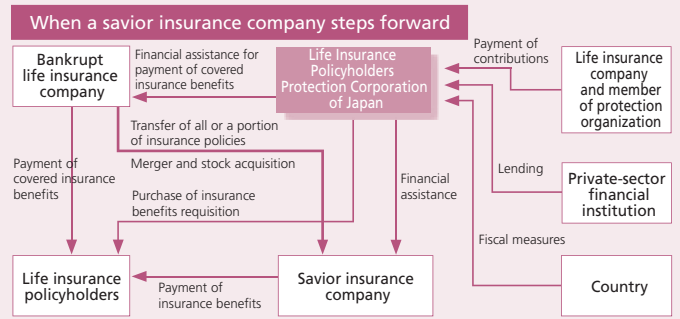 When a savior insurance company steps forward
Bankrupt
life insurance
company
Financial assistance for
payment of covered
insurance benefits
Life Insurance
Policyholders
Protection Corporation
of Japan
Payment of
contributions
Life insurance
company
and member
of protection
organization
Transfer of all or a portion
of insurance policies
Merger and stock acquisition
Payment of
covered insurance
benefits
Purchase of insurance
benefits requisition
Financial
assistance
Lending
Private-sector
financial
institution
Fiscal measures
Life insurance
policyholders
Payment of
insurance benefits
Savior insurance
company
Country